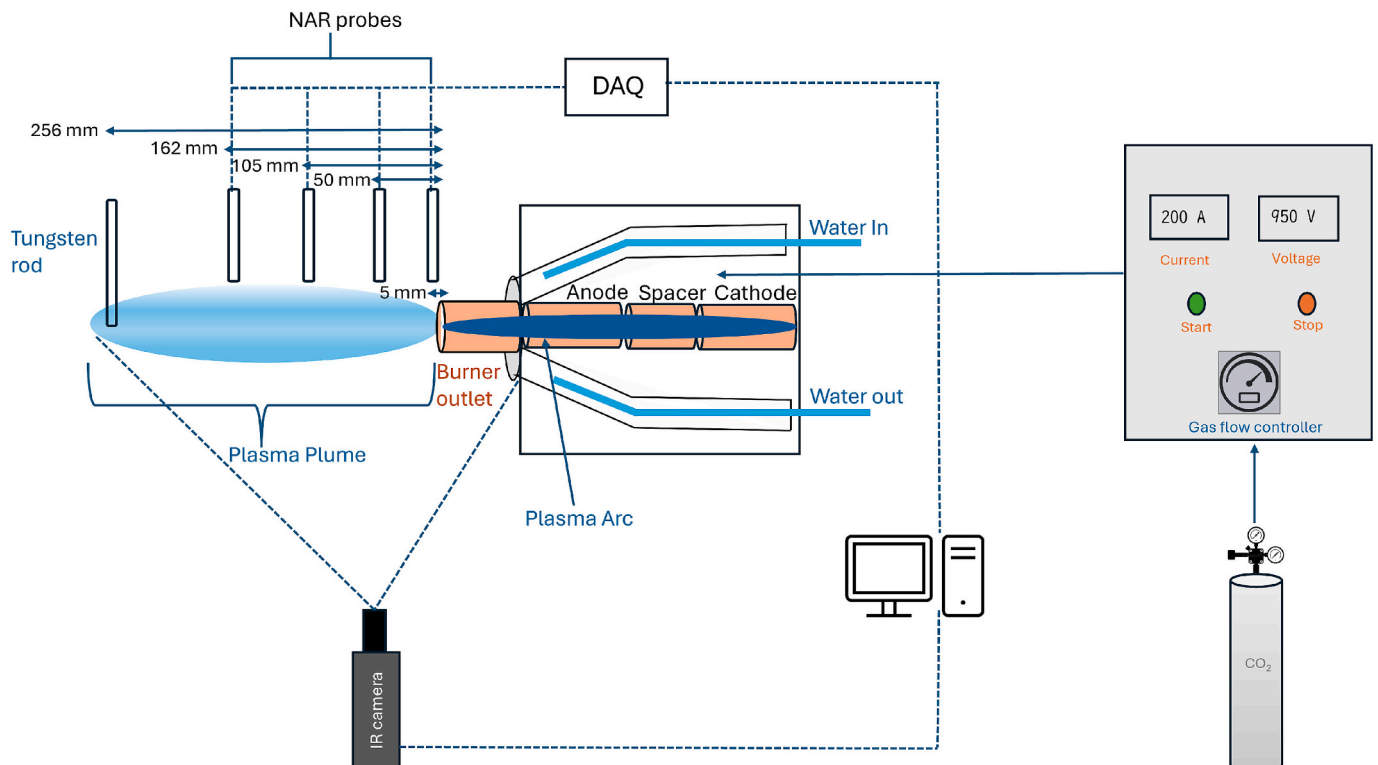 NAR probes
DAQ
256 mm
162 mm
105 mm
50 mm
Tungsten
rod
5 mm
Water In
Anode
Spacer
Cathode
Burner
outlet
Water out
Plasma Plume
Plasma Arc
IR camera
200 A
950 V
Current
Voltage
Start
Stop
Gas flow controller
CO₂